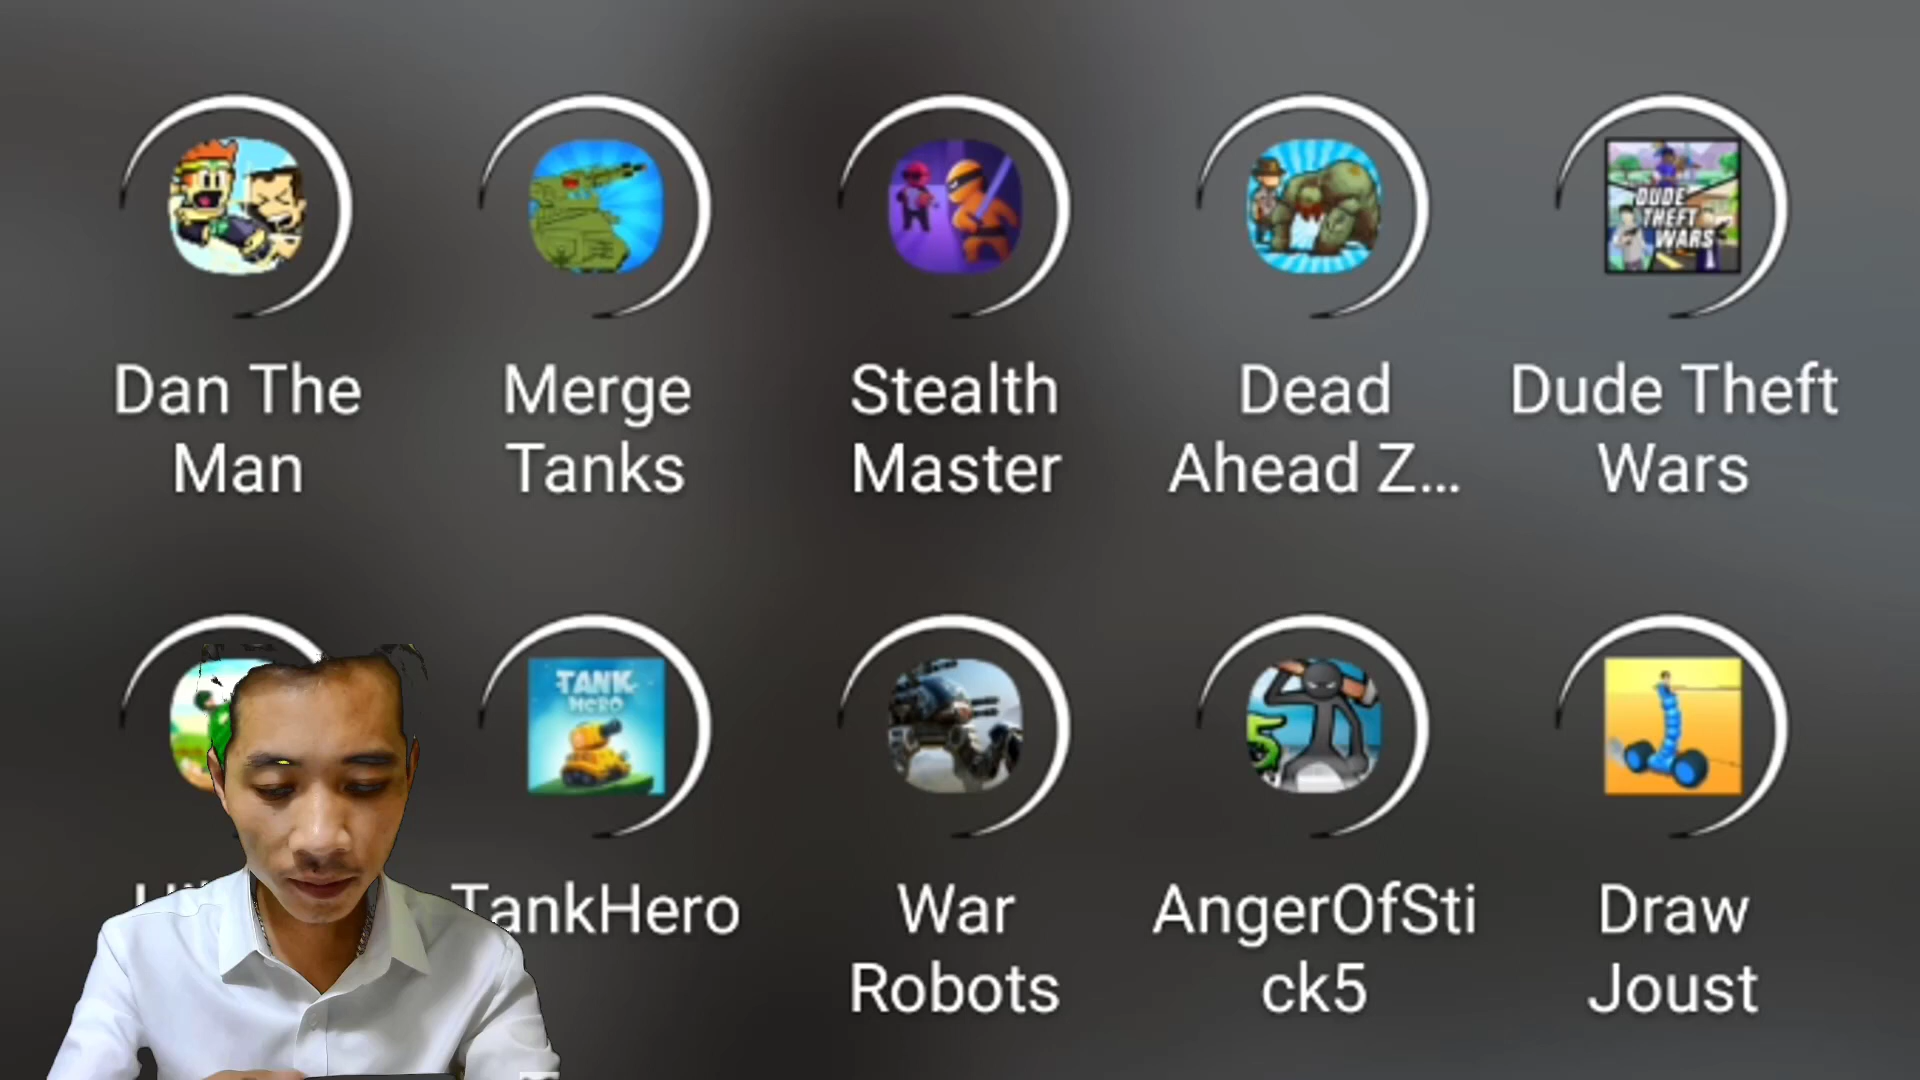 DUDE
THEFT
WARS
Dan The
Man
Merge
Tanks
Stealth
Master
Dead
Ahead Z...
Dude Theft
Wars
TANK
HERO
5
TankHero
War
Robots
AngerOfSti
ck5
Draw
Joust